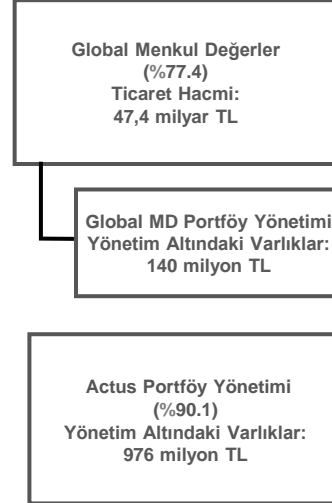 Global Menkul Değerler
(%77.4)
Ticaret Hacmi:
47,4 milyar TL
Global MD Portföy Yönetimi
Yönetim Altındaki Varlıklar:
140 milyon TL
Actus Portföy Yönetimi
(%90.1)
Yönetim Altındaki Varlıklar:
976 milyon TL